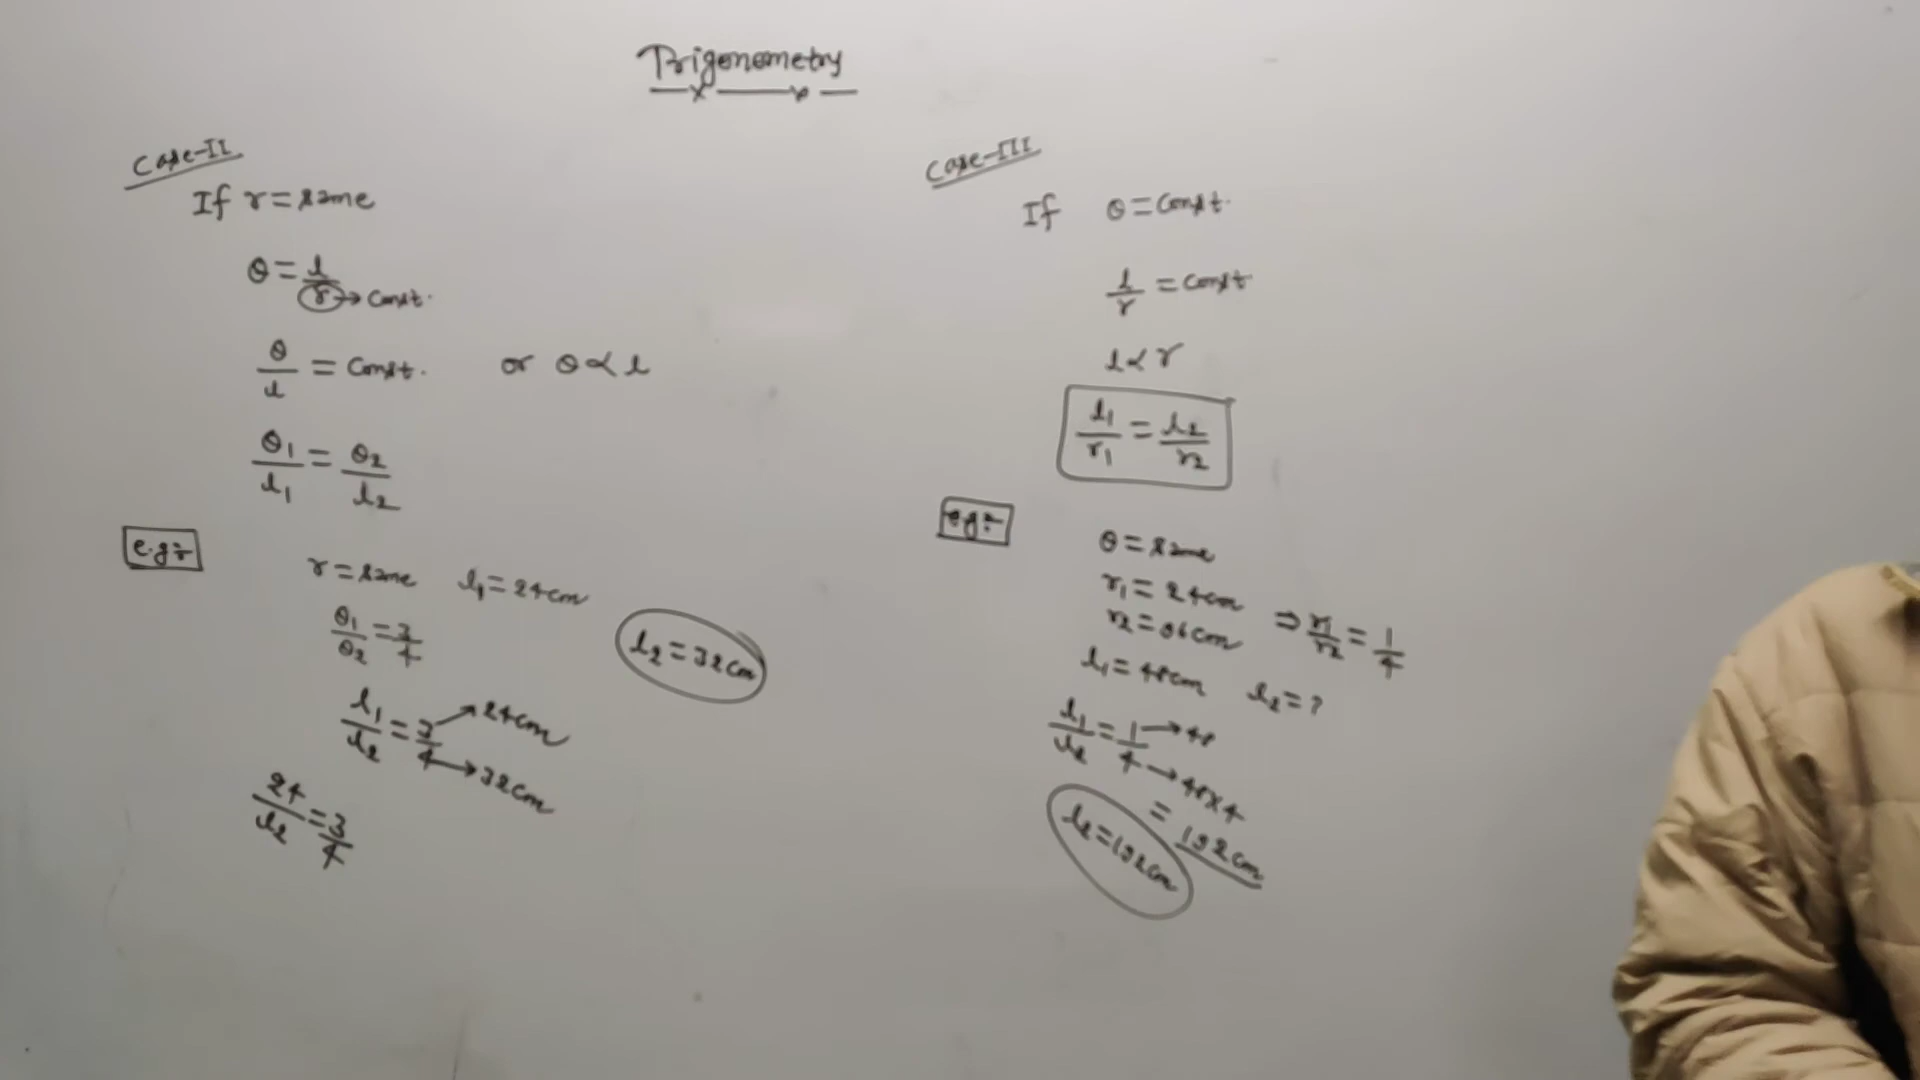 Trigonometry
Case-II
If r = same
θ = l/r → const.
θ/l = const. or θ ∝ l
θ1/l1 = θ2/l2
e.g:-
r = same l1 = 24cm
θ1/θ2 = 3/4
l2 = 32cm
l1/l2 = 3/4 → 24cm
→ 32cm
24/l2 = 3/4
Case-III
If θ = const.
l/r = const
l ∝ r
l1/r1 = l2/r2
e.g:-
θ = same
r1 = 24cm ⇒ r1/r2 = 1/4
r2 = 96cm
l1 = 48cm l2 = ?
l1/l2 = 1/4 → 48
→ 48×4
= 192cm
l2 = 192cm